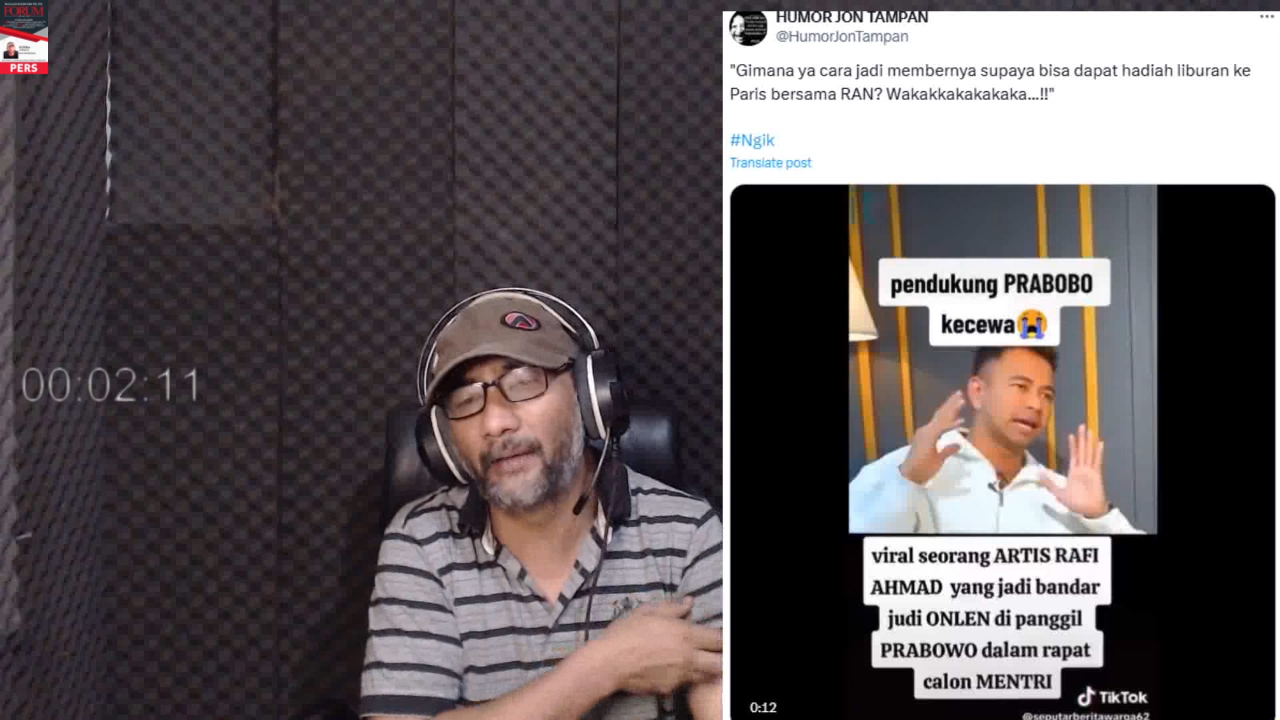 FORUM
PERS
00:02:11
HUMOR JON TAMPAN
@HumorJonTampan
"Gimana ya cara jadi membernya supaya bisa dapat hadiah liburan ke
Paris bersama RAN? Wakakkakakakaka...!!"
#Ngik
Translate post
pendukung PRABOBO
kecewa😭
viral seorang ARTIS RAFI
AHMAD yang jadi bandar
judi ONLEN di panggil
PRABOWO dalam rapat
calon MENTRI
TikTok
@seputarberitawarga62
0:12